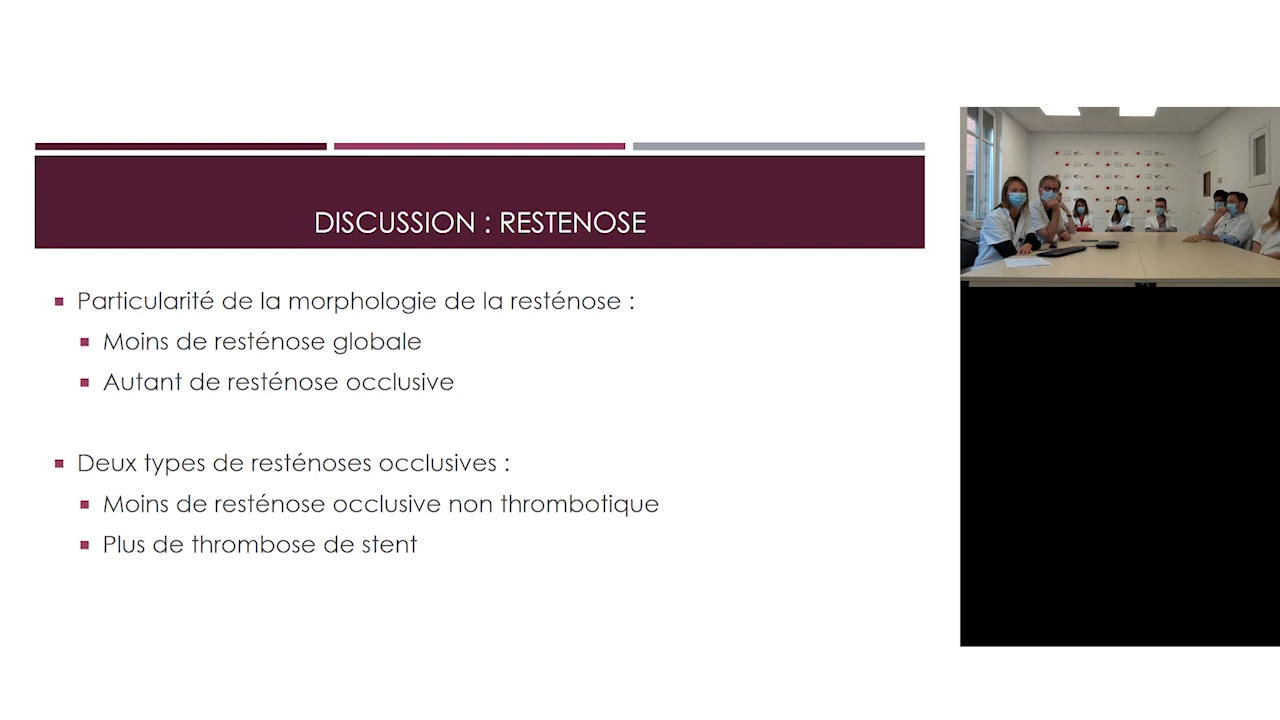 DISCUSSION : RESTENOSE
Particularité de la morphologie de la resténose :
Moins de resténose globale
Autant de resténose occlusive
Deux types de resténoses occlusives :
Moins de resténose occlusive non thrombotique
Plus de thrombose de stent